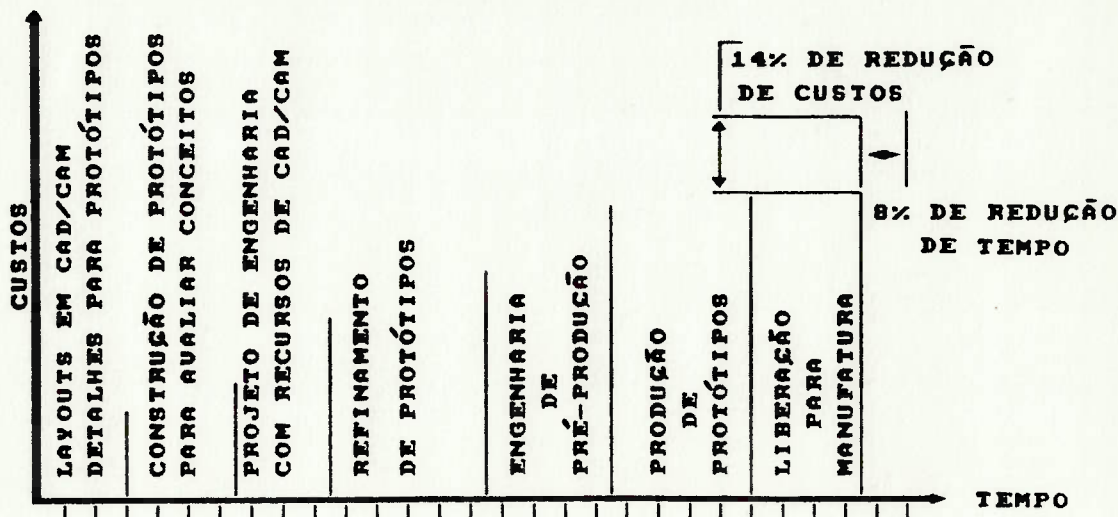 CUSTOS
LAYOUTS EM CAD/CAM
DETALHES PARA PROTÓTIPOS
CONSTRUÇÃO DE PROTÓTIPOS
PARA AVALIAR CONCEITOS
PROJETO DE ENGENHARIA
COM RECURSOS DE CAD/CAM
REFINAMENTO
DE PROTÓTIPOS
ENGENHARIA
DE
PRÉ-PRODUÇÃO
PRODUÇÃO
DE
PROTÓTIPOS
LIBERAÇÃO
PARA
MANUFATURA
14% DE REDUÇÃO
DE CUSTOS
8% DE REDUÇÃO
DE TEMPO
TEMPO